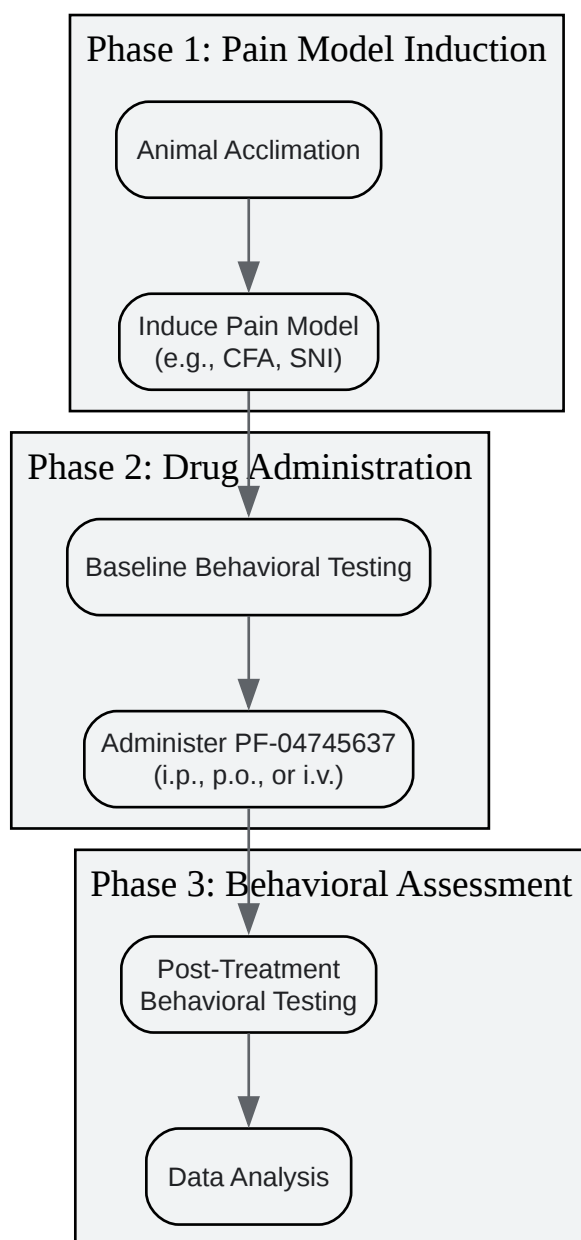 Phase 1: Pain Model Induction
Animal Acclimation
Induce Pain Model
(e.g., CFA, SNI)
Phase 2: Drug Administration
Baseline Behavioral Testing
Administer PF-04745637
(i.p., p.o., or i.v.)
Phase 3: Behavioral Assessment
Post-Treatment
Behavioral Testing
Data Analysis